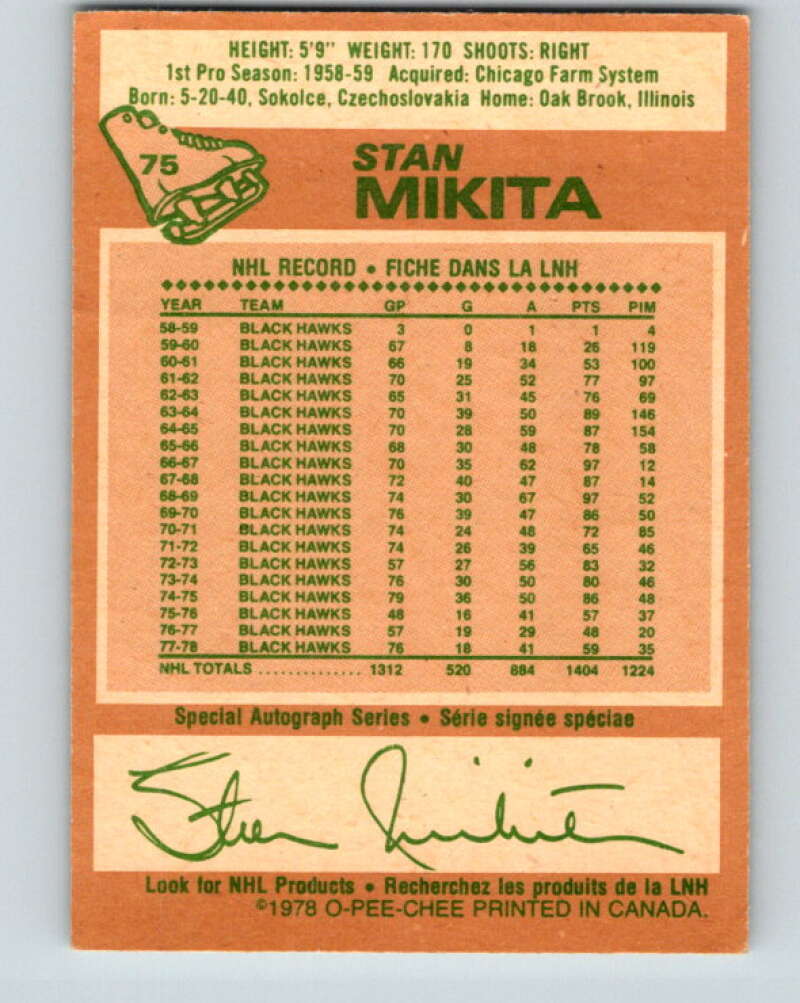 HEIGHT: 5'9" WEIGHT: 170 SHOOTS: RIGHT
1st Pro Season: 1958-59 Acquired: Chicago Farm System
Born: 5-20-40, Sokolce, Czechoslovakia Home: Oak Brook, Illinois
75
STAN
MIKITA
NHL RECORD • FICHE DANS LA LNH
YEAR TEAM GP G A PTS PIM
58-59 BLACK HAWKS 3 0 1 1 4
59-60 BLACK HAWKS 67 8 18 26 119
60-61 BLACK HAWKS 66 19 34 53 100
61-62 BLACK HAWKS 70 25 52 77 97
62-63 BLACK HAWKS 65 31 45 76 69
63-64 BLACK HAWKS 70 39 50 89 146
64-65 BLACK HAWKS 70 28 59 87 154
65-66 BLACK HAWKS 68 30 48 78 58
66-67 BLACK HAWKS 70 35 62 97 12
67-68 BLACK HAWKS 72 40 47 87 14
68-69 BLACK HAWKS 74 30 67 97 52
69-70 BLACK HAWKS 76 39 47 86 50
70-71 BLACK HAWKS 74 24 48 72 85
71-72 BLACK HAWKS 74 26 39 65 46
72-73 BLACK HAWKS 57 27 56 83 32
73-74 BLACK HAWKS 76 30 50 80 46
74-75 BLACK HAWKS 79 36 50 86 48
75-76 BLACK HAWKS 48 16 41 57 37
76-77 BLACK HAWKS 57 19 29 48 20
77-78 BLACK HAWKS 76 18 41 59 35
NHL TOTALS .............. 1312 520 884 1404 1224
Special Autograph Series • Série signée spéciae
Stan Mikita
Look for NHL Products • Recherchez les produits de la LNH
©1978 O-PEE-CHEE PRINTED IN CANADA.